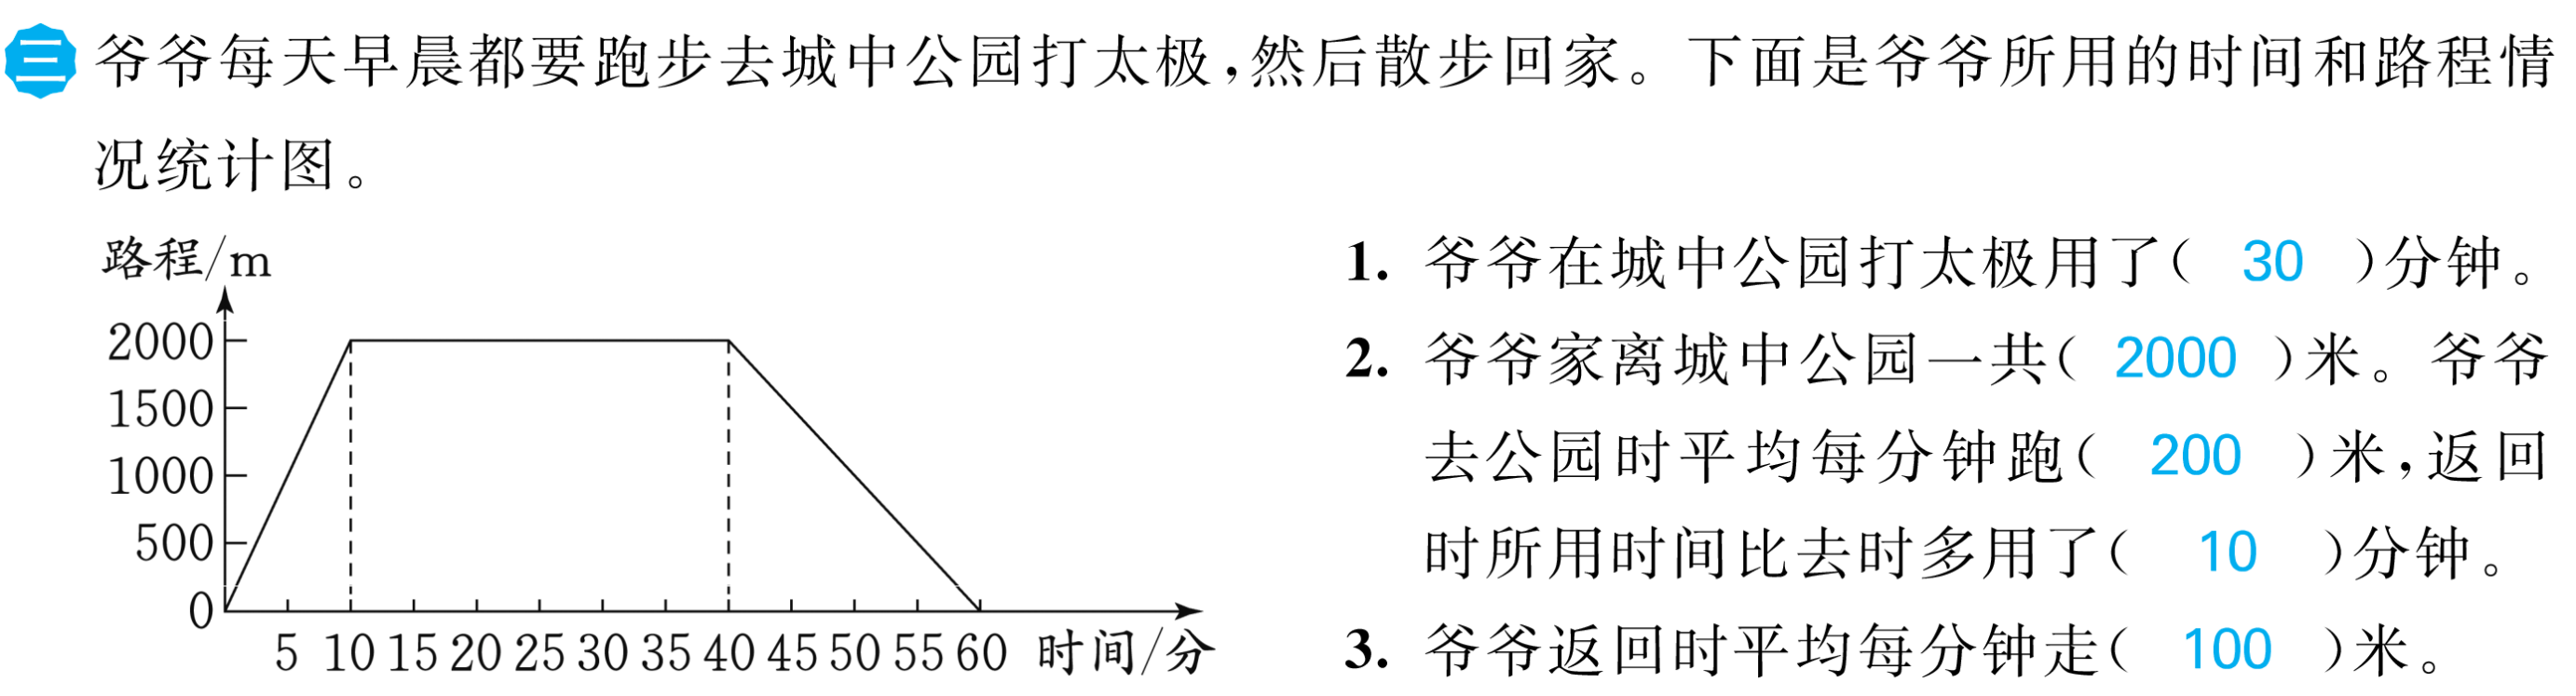 三 爷爷每天早晨都要跑步去城中公园打太极,然后散步回家。下面是爷爷所用的时间和路程情
况统计图。
路程/m
2000
1500
1000
500
0
5 10 15 20 25 30 35 40 45 50 55 60 时间/分
1. 爷爷在城中公园打太极用了( 30 )分钟。
2. 爷爷家离城中公园一共( 2000 )米。爷爷
去公园时平均每分钟跑( 200 )米,返回
时所用时间比去时多用了( 10 )分钟。
3. 爷爷返回时平均每分钟走( 100 )米。